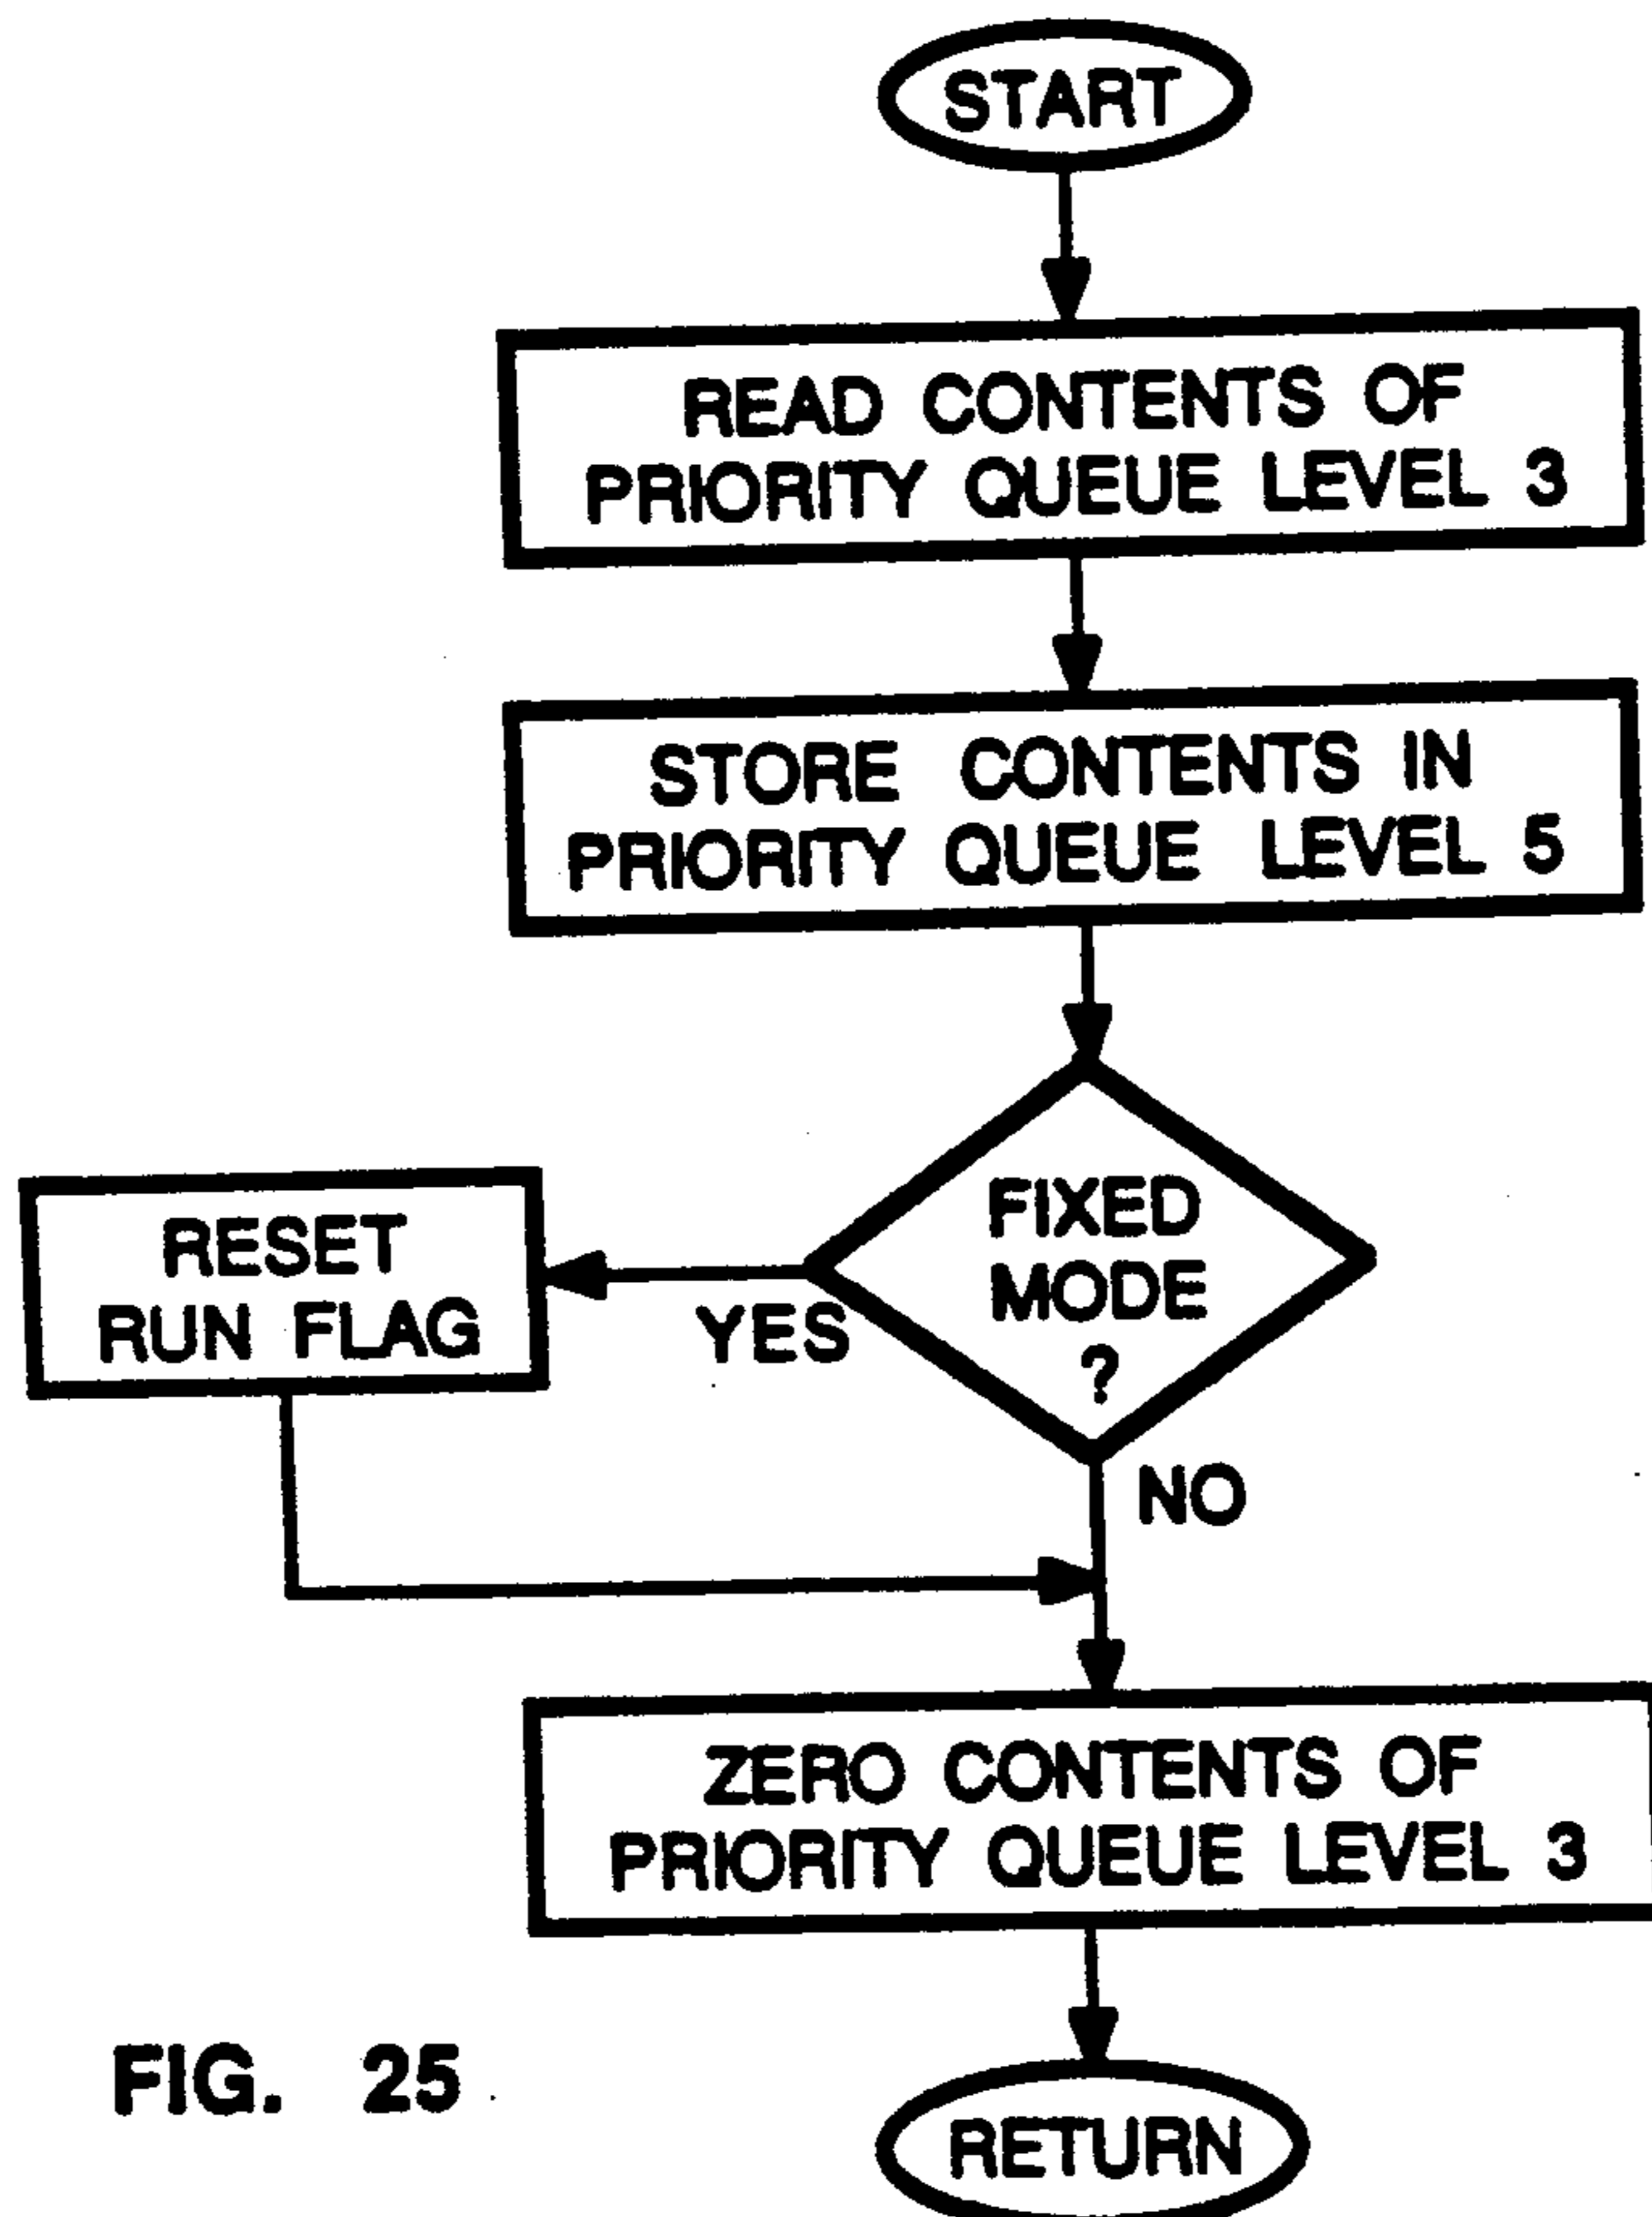 START
READ CONTENTS OF
PRIORITY QUEUE LEVEL 3
STORE CONTENTS IN
PRIORITY QUEUE LEVEL 5
FIXED
MODE
?
YES
RESET
RUN FLAG
NO
ZERO CONTENTS OF
PRIORITY QUEUE LEVEL 3
RETURN
FIG. 25